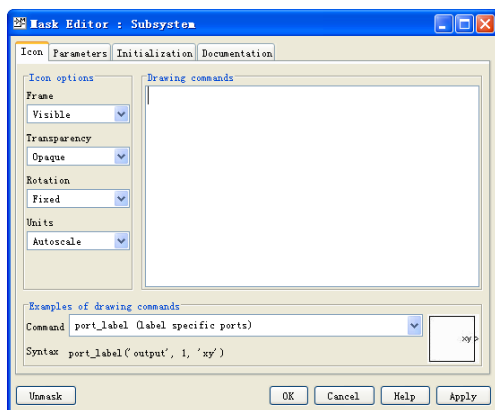 Mask Editor : Subsystem
Icon Parameters Initialization Documentation
Icon options
Frame
Visible
Transparency
Opaque
Rotation
Fixed
Units
Autoscale
Drawing commands
Examples of drawing commands
Command port_label (label specific ports)
Syntax port_label('output', 1, 'xy')
xy
Unmask OK Cancel Help Apply